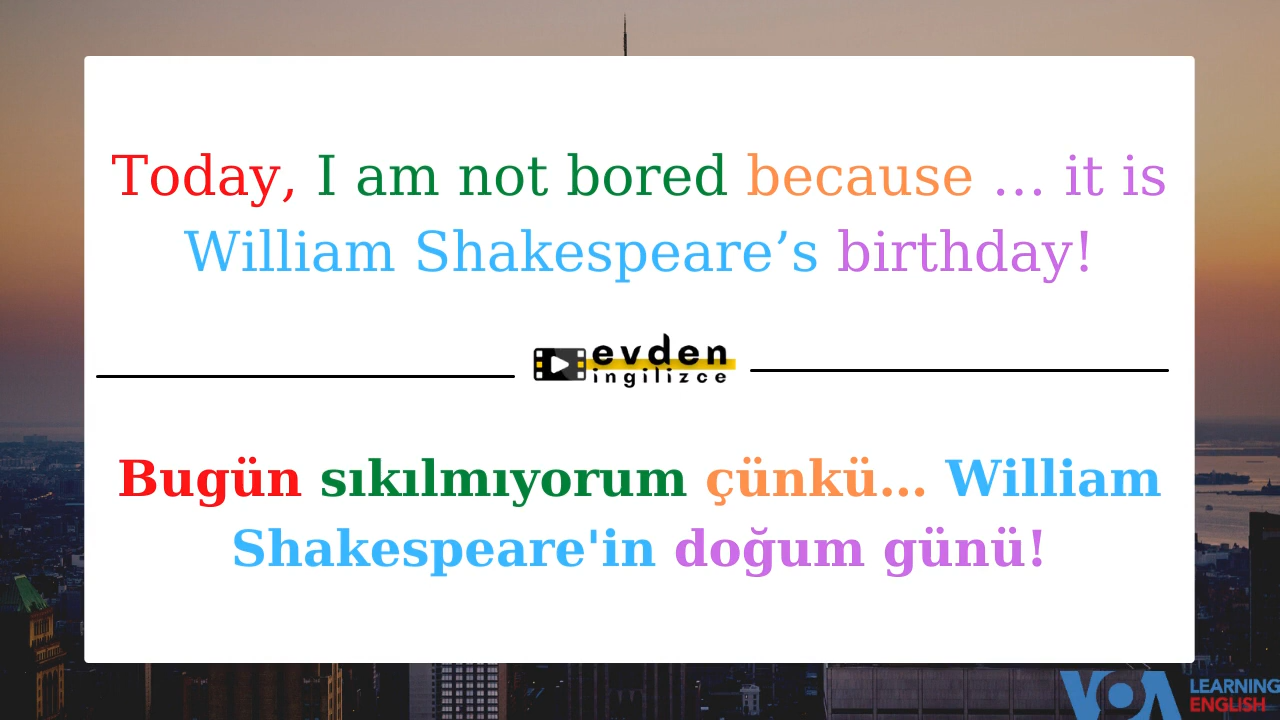 Today, I am not bored because ... it is
William Shakespeare’s birthday!
evden
ingilizce
Bugün sıkılmıyorum çünkü... William
Shakespeare'in doğum günü!
VOA LEARNING
ENGLISH